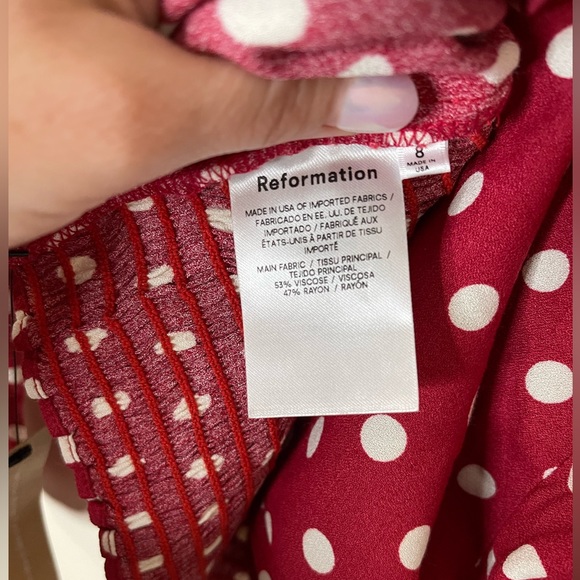 8
MADE IN
USA
Reformation
MADE IN USA OF IMPORTED FABRICS /
FABRICADO EN EE. UU. DE TEJIDO
IMPORTADO / FABRIQUÉ AUX
ÉTATS-UNIS À PARTIR DE TISSU
IMPORTÉ
MAIN FABRIC / TISSU PRINCIPAL /
TEJIDO PRINCIPAL
53% VISCOSE / VISCOSA
47% RAYON / RAYÓN